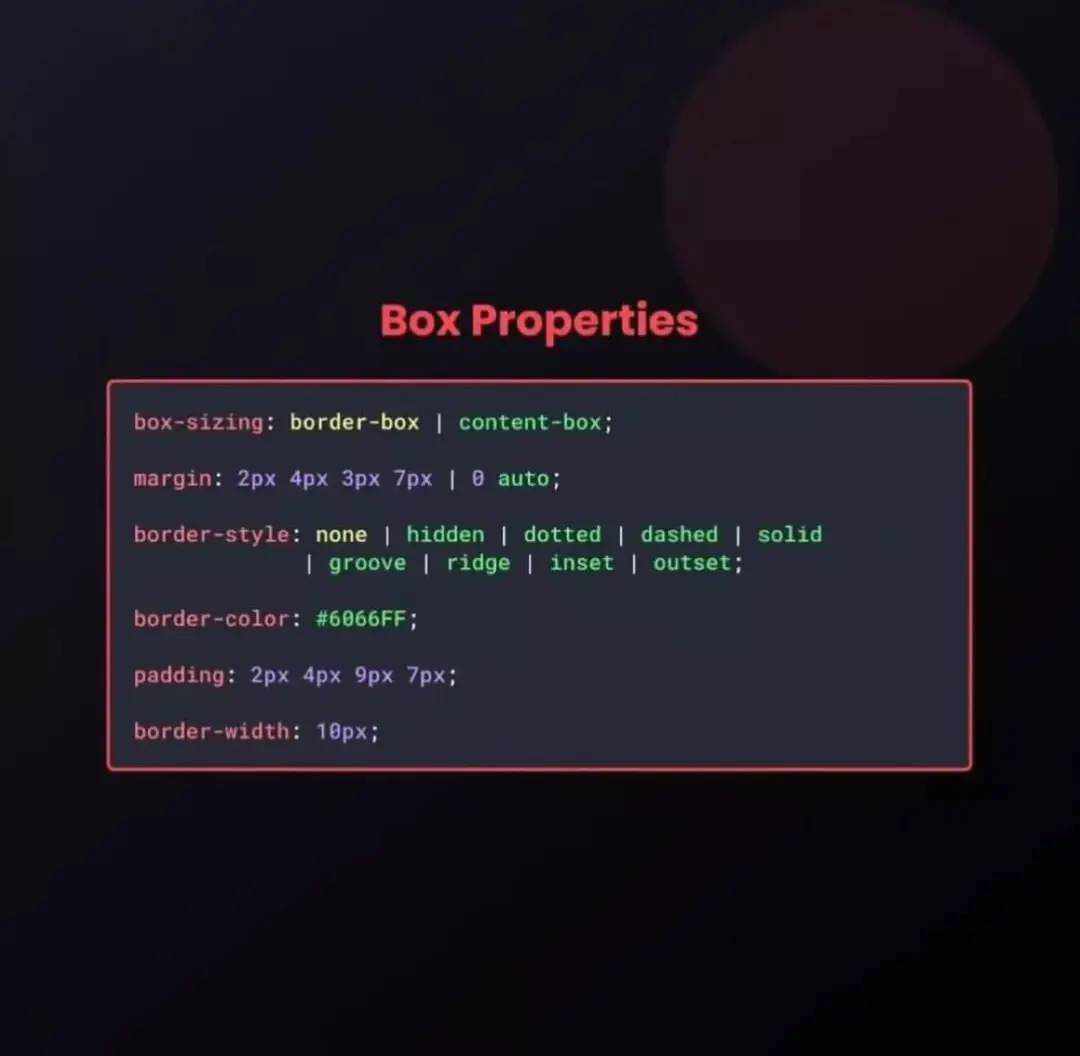 Box Properties
box-sizing: border-box | content-box;
margin: 2px 4px 3px 7px | 0 auto;
border-style: none | hidden | dotted | dashed | solid
| groove | ridge | inset | outset;
border-color: #6066FF;
padding: 2px 4px 9px 7px;
border-width: 10px;